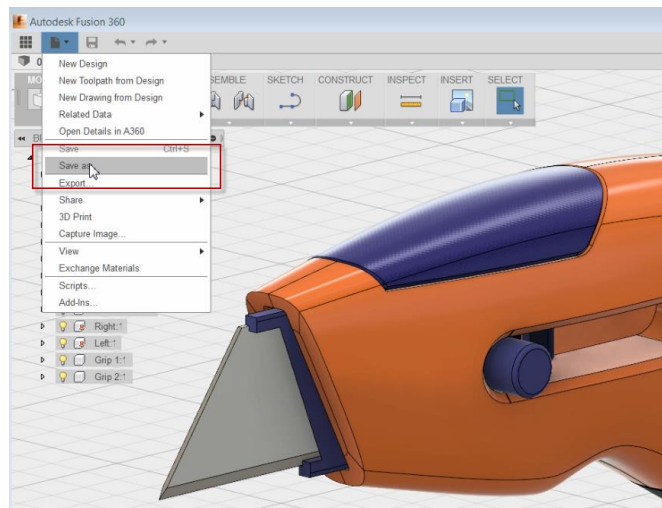 Autodesk Fusion 360
New Design
New Toolpath from Design
New Drawing from Design
Related Data
Open Details in A360
Save Ctrl+S
Save as
Export...
Share
3D Print
Capture Image...
View
Exchange Materials
Scripts...
Add-Ins...
SEMBLE SKETCH CONSTRUCT INSPECT INSERT SELECT
Right:1
Left:1
Grip 1:1
Grip 2:1